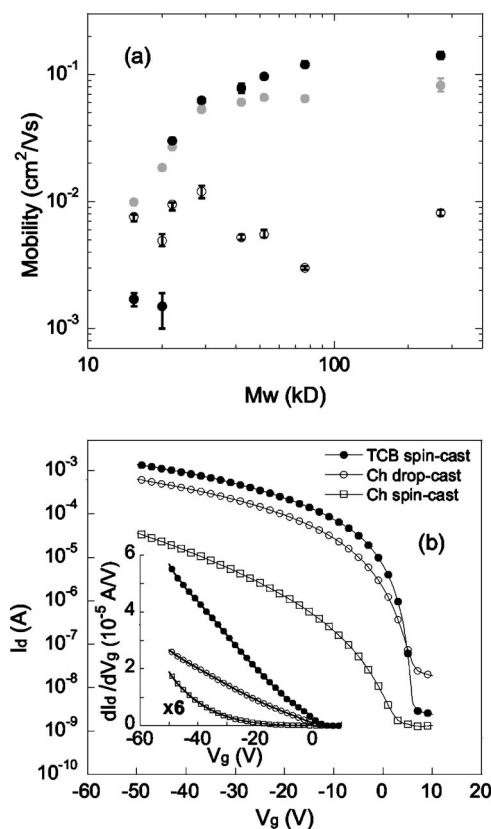 (a)
Mobility (cm²/Vs)
10⁻¹
10⁻²
10⁻³
10
100
Mw (kD)
TCB spin-cast
Ch drop-cast
Ch spin-cast
(b)
I_d (A)
10⁻³
10⁻⁴
10⁻⁵
10⁻⁶
10⁻⁷
10⁻⁸
10⁻⁹
10⁻¹⁰
dId/dVg (10⁻⁵ A/V)
6
4
2
0
x6
-60 -40 -20 0
V_g (V)
-60 -50 -40 -30 -20 -10 0 10 20
V_g (V)